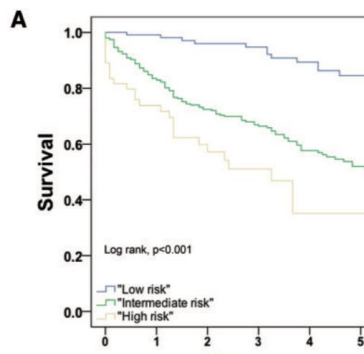 A
1.0
0.8
0.6
0.4
0.2
0.0
Survival
Log rank, p<0.001
"Low risk"
"Intermediate risk"
"High risk"
0 1 2 3 4 5